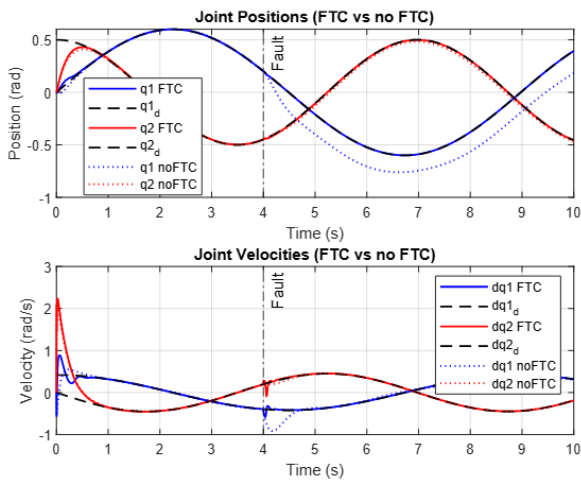 Joint Positions (FTC vs no FTC)
0.5
0
-0.5
-1
Position (rad)
Fault
q1 FTC
q1d
q2 FTC
q2d
q1 noFTC
q2 noFTC
0 1 2 3 4 5 6 7 8 9 10
Time (s)
Joint Velocities (FTC vs no FTC)
3
2
1
0
-1
Velocity (rad/s)
Fault
dq1 FTC
dq1d
dq2 FTC
dq2d
dq1 noFTC
dq2 noFTC
0 1 2 3 4 5 6 7 8 9 10
Time (s)